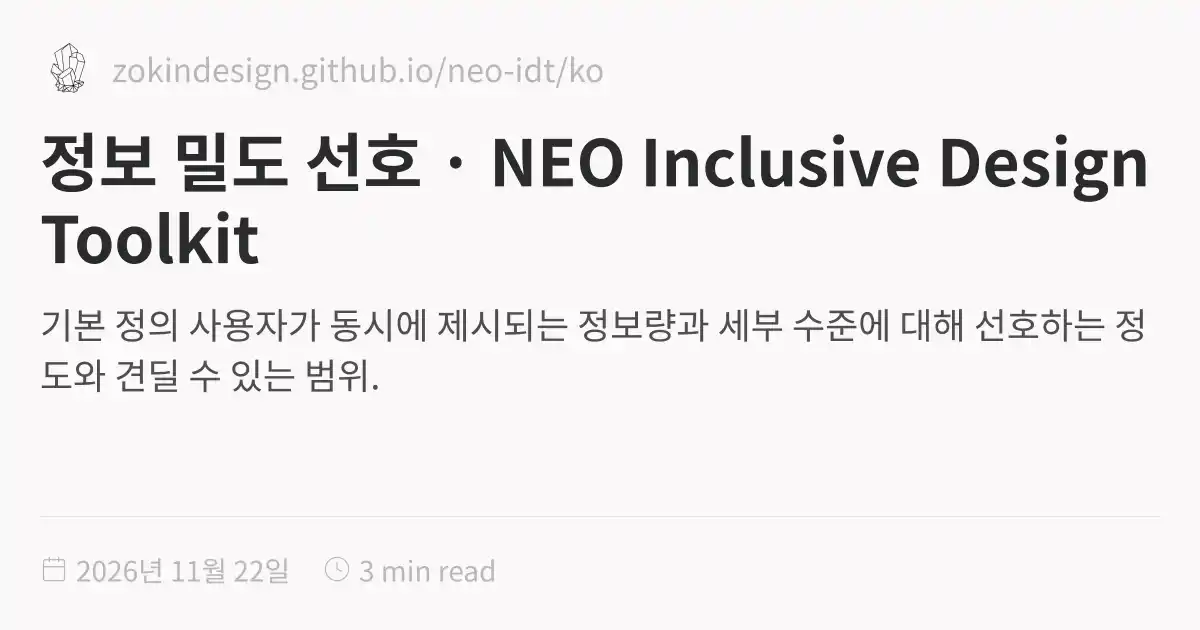 zokindesign.github.io/neo-idt/ko
정보 밀도 선호 · NEO Inclusive Design
Toolkit
기본 정의 사용자가 동시에 제시되는 정보량과 세부 수준에 대해 선호하는 정
도와 견딜 수 있는 범위.
2026년 11월 22일
3 min read